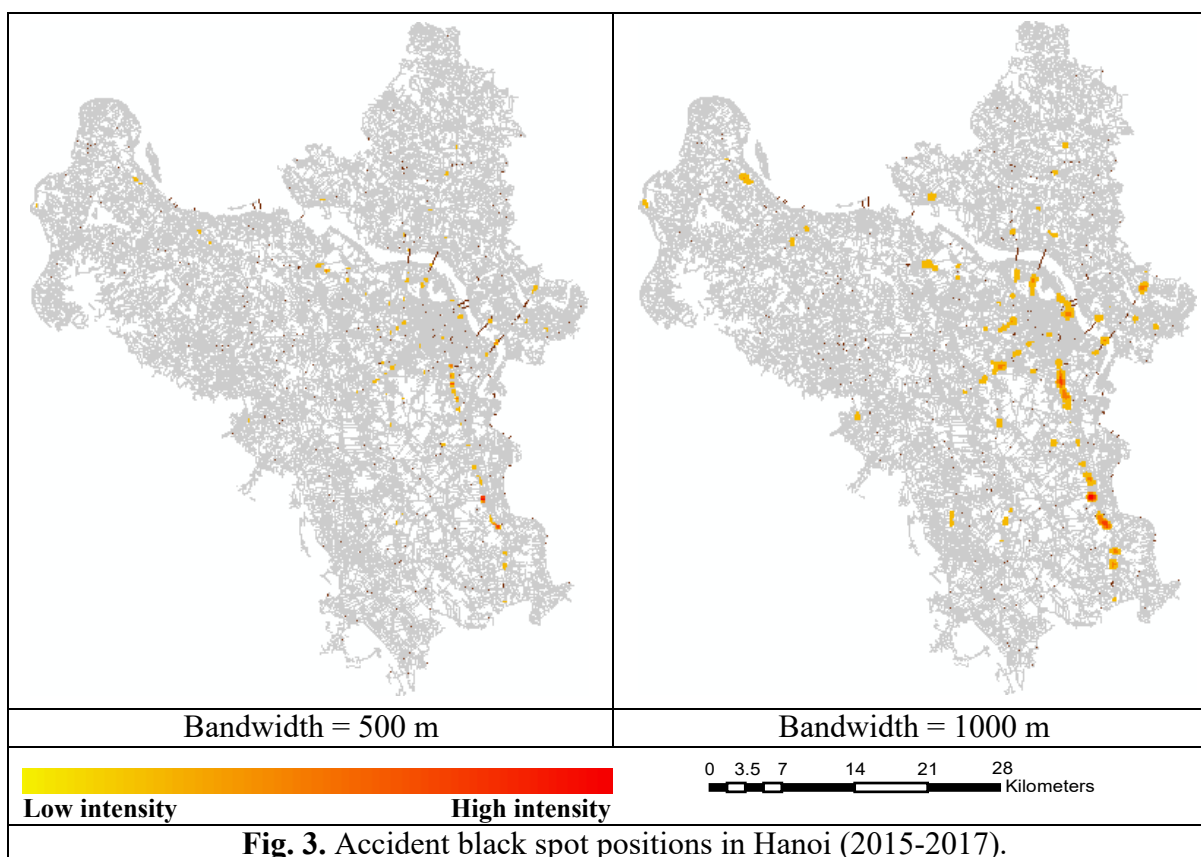 Bandwidth = 500 m
Bandwidth = 1000 m
Low intensity High intensity
0 3.5 7 14 21 28
Kilometers
Fig. 3. Accident black spot positions in Hanoi (2015-2017).